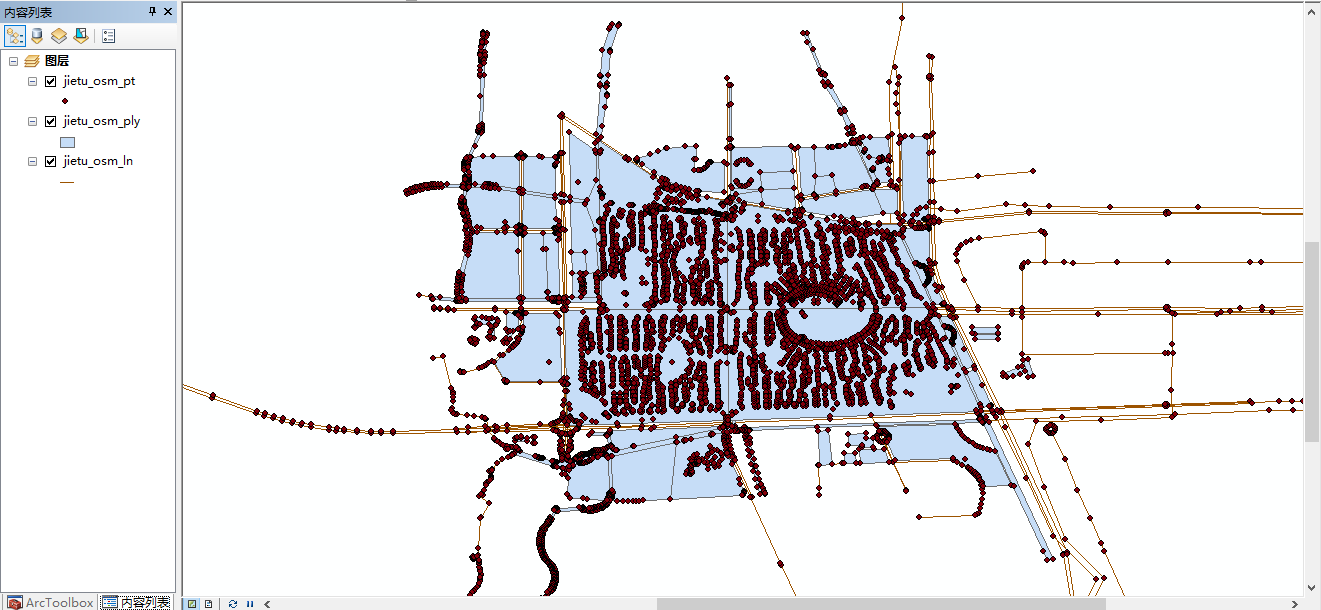 内容列表
图层
jietu_osm_pt
jietu_osm_ply
jietu_osm_ln
ArcToolbox
内容列表